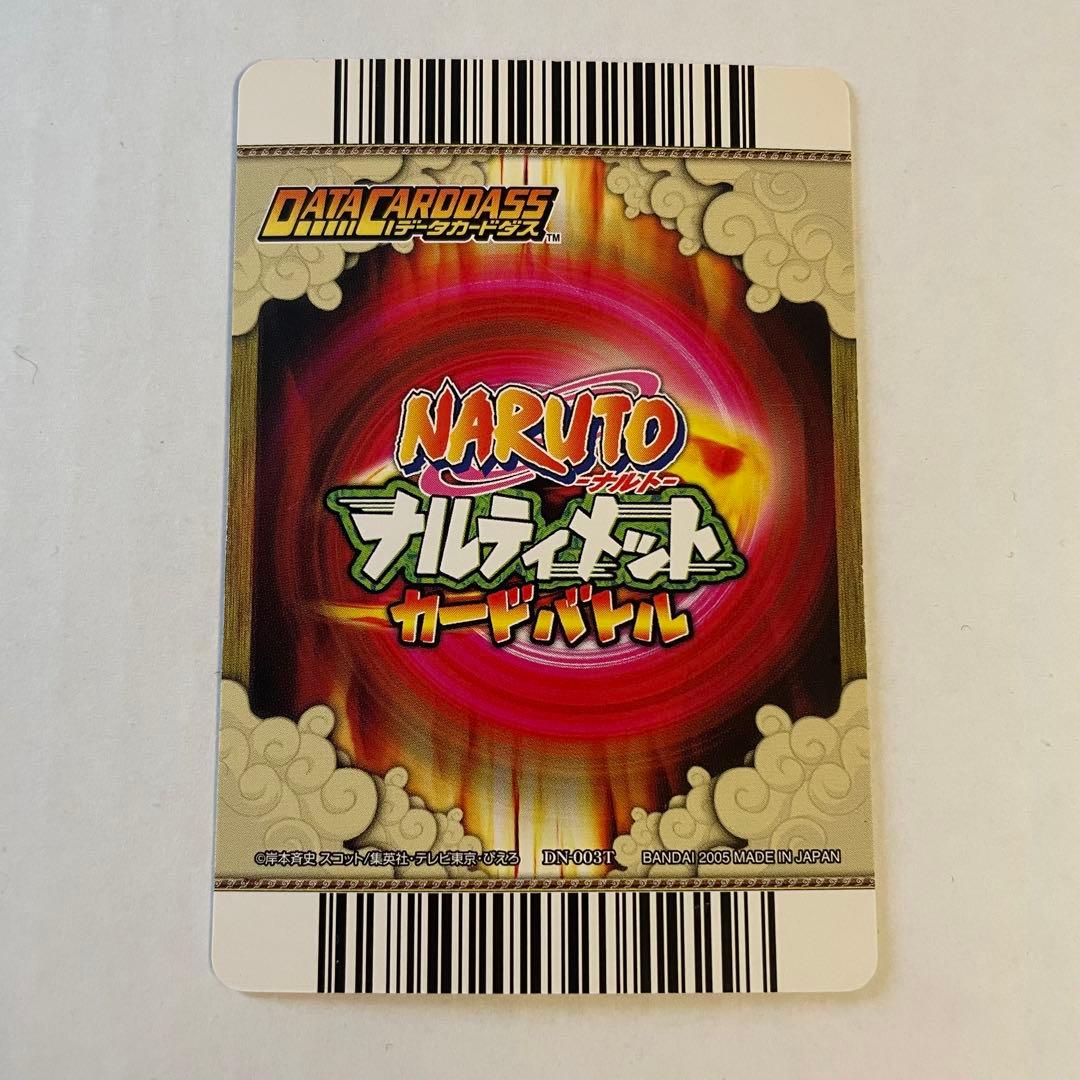 DATA CARDDASS
データカードダス TM
NARUTO
-ナルト-
ナルティメット
カードバトル
©岸本斉史 スコット/集英社・テレビ東京・ぴえろ DN-003T BANDAI 2005 MADE IN JAPAN